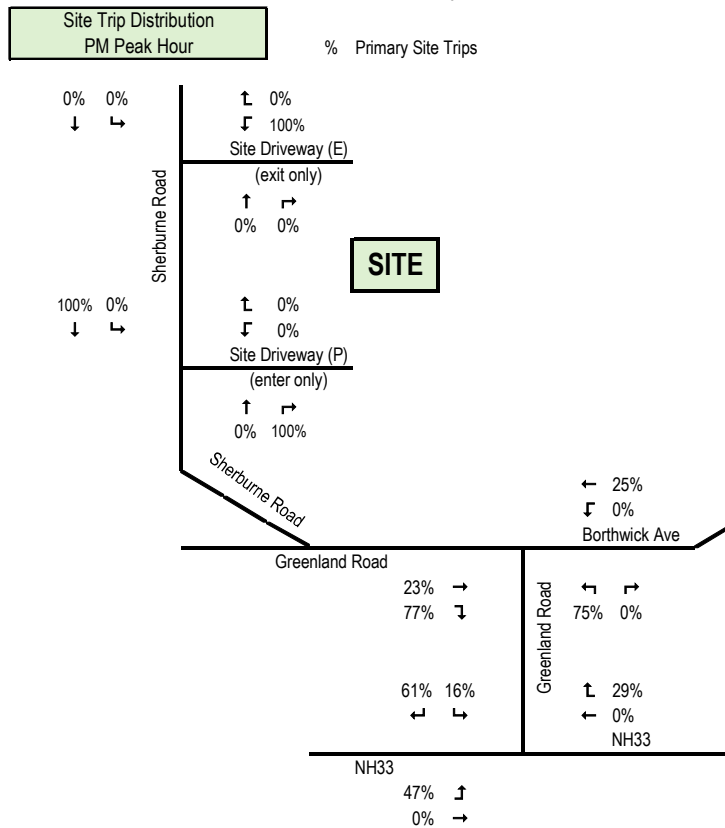 Site Trip Distribution
PM Peak Hour
% Primary Site Trips
0% 0%
↓ ↳
↑ 0%
↓ 100%
Site Driveway (E)
(exit only)
↑ ↱
0% 0%
Sherburne Road
SITE
100% 0%
↓ ↳
↑ 0%
↓ 0%
Site Driveway (P)
(enter only)
↑ ↱
0% 100%
Sherburne Road
← 25%
↓ 0%
Borthwick Ave
Greenland Road
23% →
77% ↴
Greenland Road
↰ ↱
75% 0%
61% 16%
↵ ↳
↑ 29%
← 0%
NH33
NH33
47% ↑
0% →